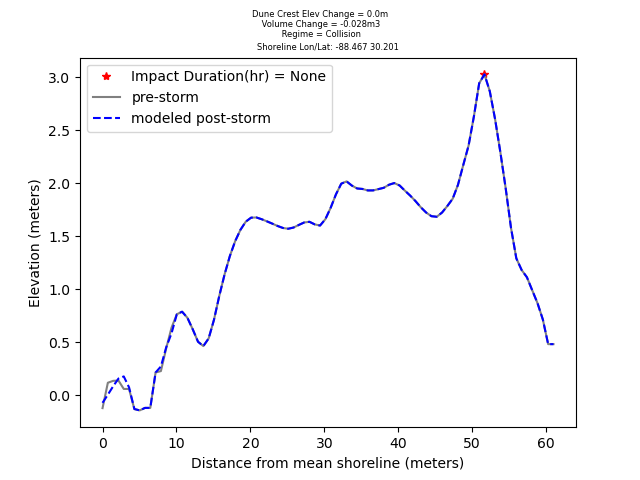 Dune Crest Elev Change = 0.0m
Volume Change = -0.028m3
Regime = Collision
Shoreline Lon/Lat: -88.467 30.201
Impact Duration(hr) = None
pre-storm
modeled post-storm
Elevation (meters)
3.0
2.5
2.0
1.5
1.0
0.5
0.0
0 10 20 30 40 50 60
Distance from mean shoreline (meters)